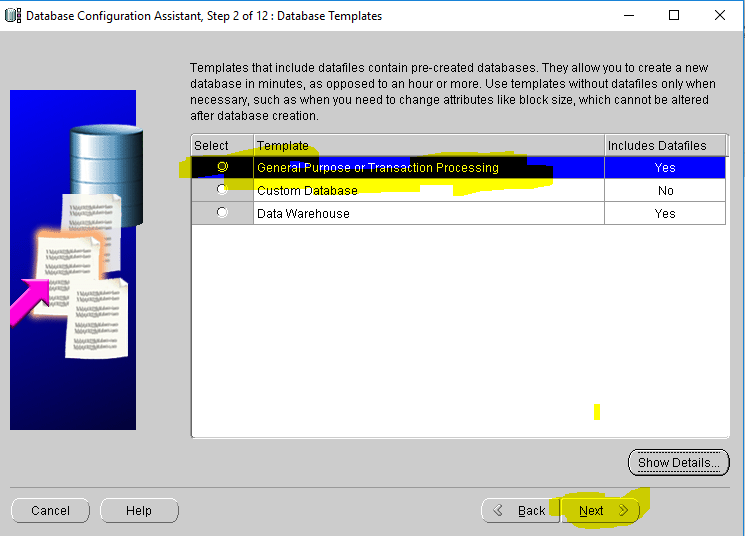 Database Configuration Assistant, Step 2 of 12 : Database Templates
Templates that include datafiles contain pre-created databases. They allow you to create a new
database in minutes, as opposed to an hour or more. Use templates without datafiles only when
necessary, such as when you need to change attributes like block size, which cannot be altered
after database creation.
Select Template Includes Datafiles
General Purpose or Transaction Processing Yes
Custom Database No
Data Warehouse Yes
Show Details...
Cancel Help Back Next